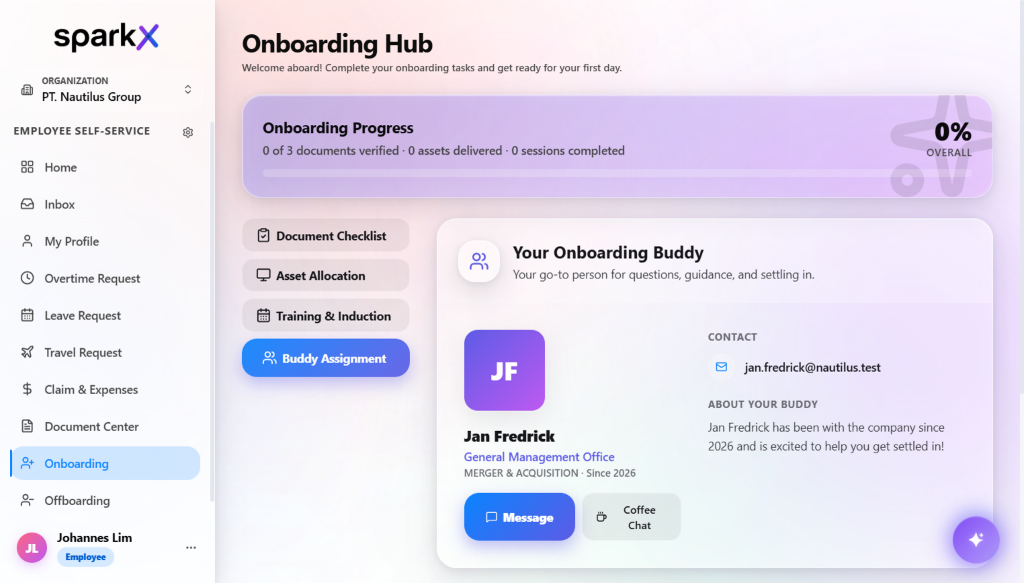 sparkX
ORGANIZATION
PT. Nautilus Group
EMPLOYEE SELF-SERVICE
Home
Inbox
My Profile
Overtime Request
Leave Request
Travel Request
Claim & Expenses
Document Center
Onboarding
Offboarding
JL
Johannes Lim
Employee
Onboarding Hub
Welcome aboard! Complete your onboarding tasks and get ready for your first day.
Onboarding Progress
0 of 3 documents verified · 0 assets delivered · 0 sessions completed
0%
OVERALL
Document Checklist
Asset Allocation
Training & Induction
Buddy Assignment
Your Onboarding Buddy
Your go-to person for questions, guidance, and settling in.
JF
Jan Fredrick
General Management Office
MERGER & ACQUISITION · Since 2026
Message
Coffee
Chat
CONTACT
jan.fredrick@nautilus.test
ABOUT YOUR BUDDY
Jan Fredrick has been with the company since
2026 and is excited to help you get settled in!